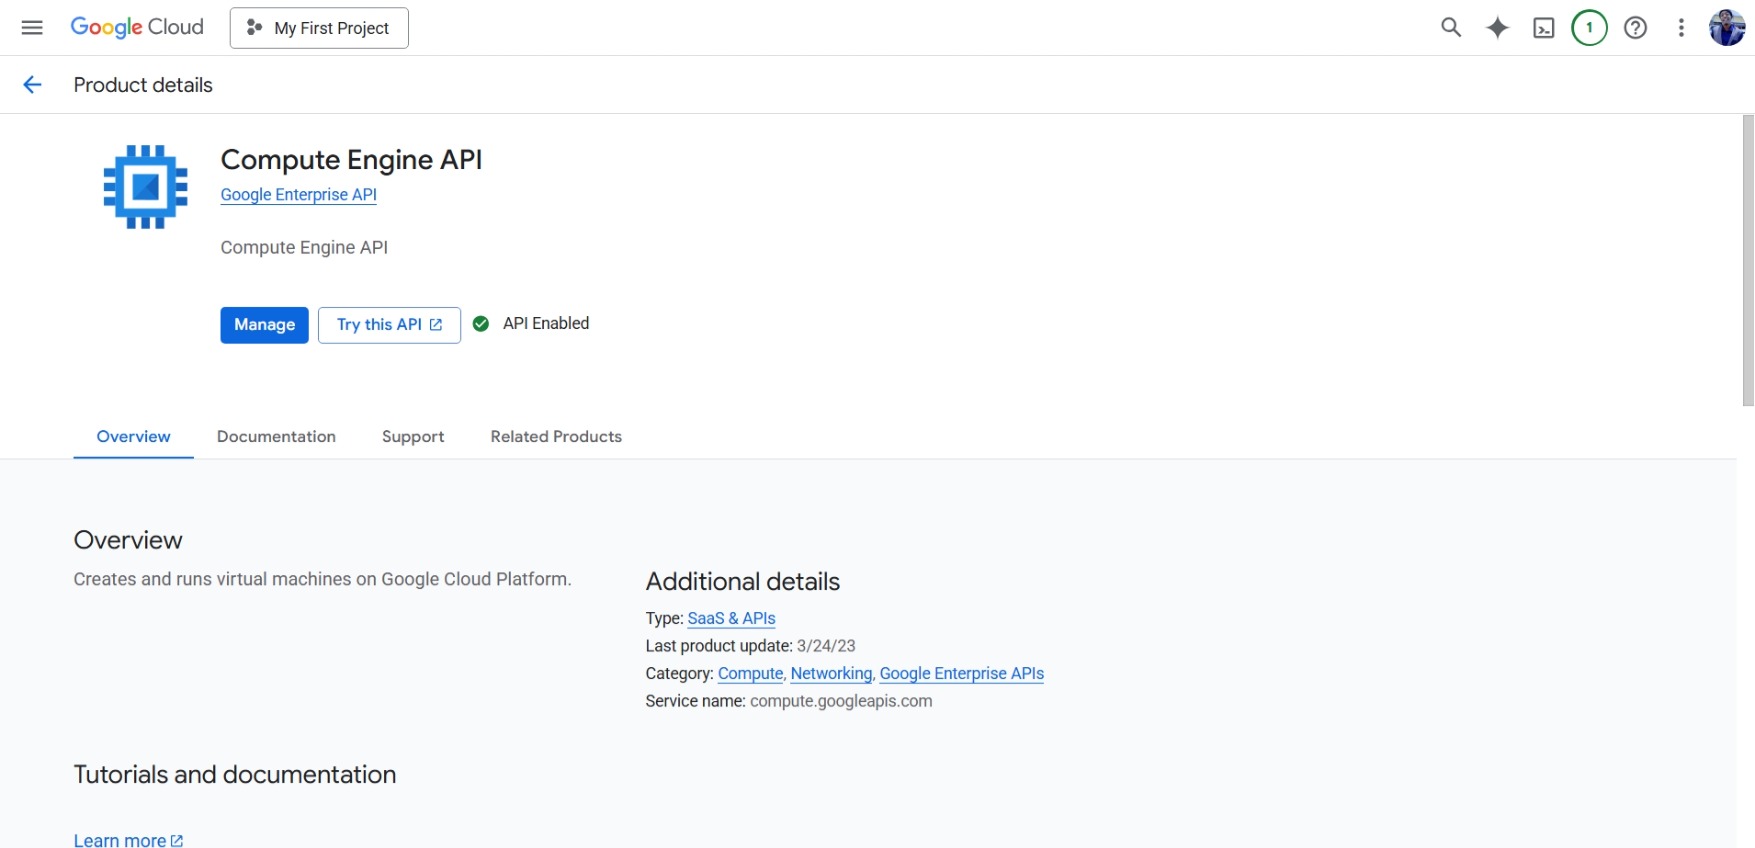 Google Cloud
My First Project
1
Product details
Compute Engine API
Google Enterprise API
Compute Engine API
Manage
Try this API
API Enabled
Overview
Documentation
Support
Related Products
Overview
Creates and runs virtual machines on Google Cloud Platform.
Additional details
Type: SaaS & APIs
Last product update: 3/24/23
Category: Compute, Networking, Google Enterprise APIs
Service name: compute.googleapis.com
Tutorials and documentation
Learn more